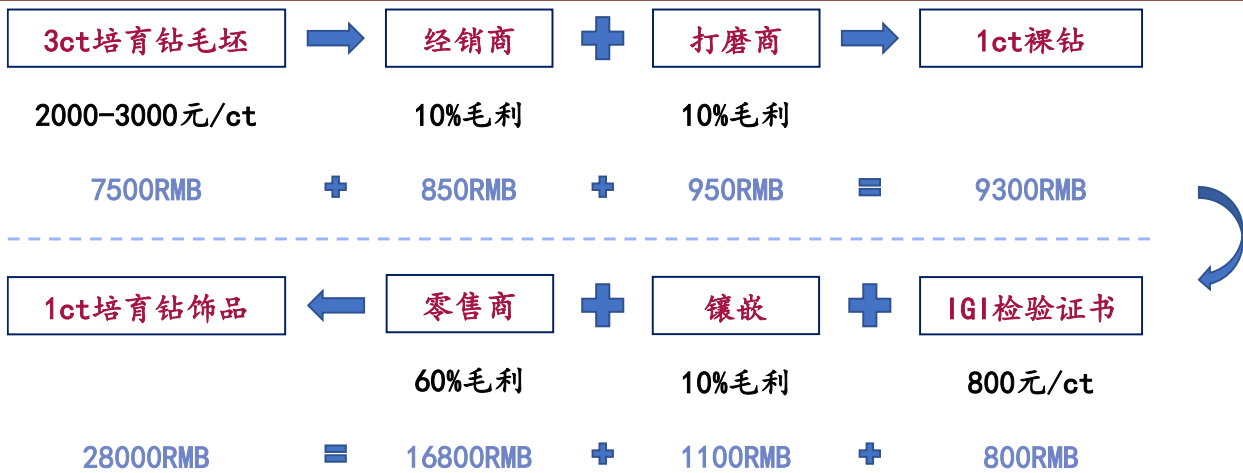 3ct培育钻毛坯 经销商 打磨商 1ct裸钻
2000-3000元/ct 10%毛利 10%毛利
7500RMB 850RMB 950RMB 9300RMB
1ct培育钻饰品 零售商 镶嵌 IGI检验证书
60%毛利 10%毛利 800元/ct
28000RMB 16800RMB 1100RMB 800RMB